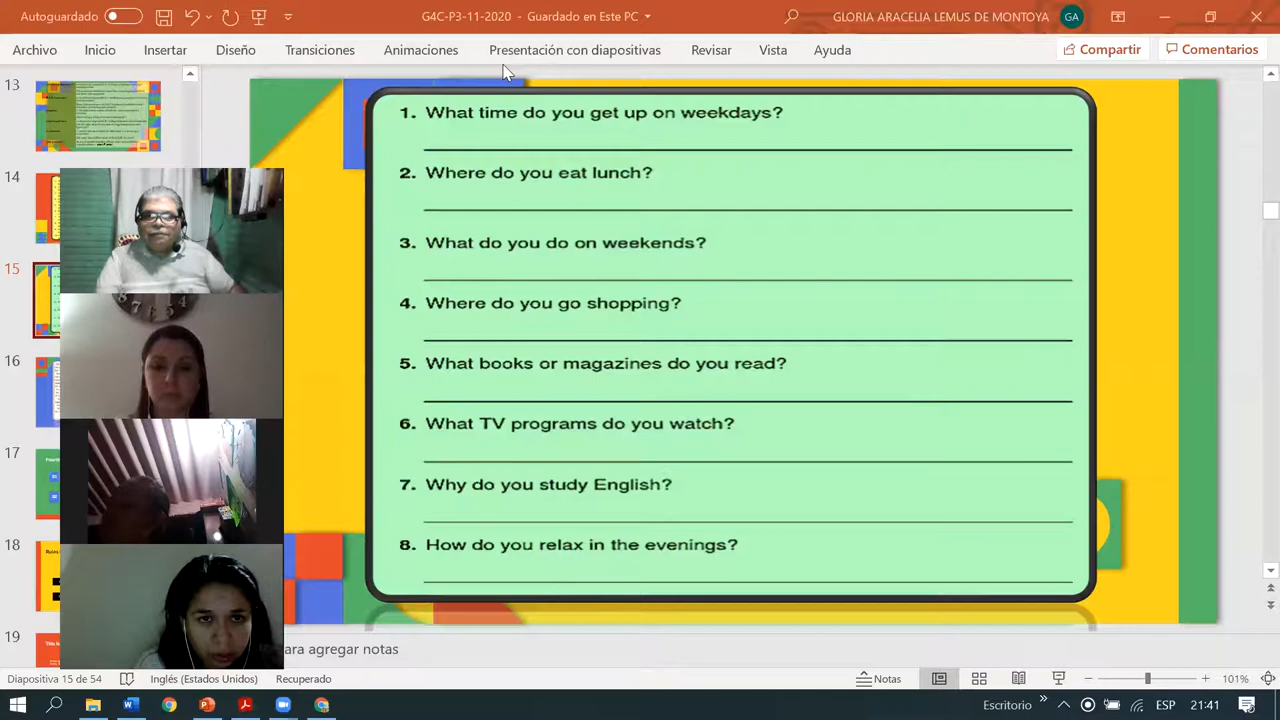 Autoguardado
G4C-P3-11-2020 - Guardado en Este PC
GLORIA ARACELIA LEMUS DE MONTOYA
GA
Archivo
Inicio
Insertar
Diseño
Transiciones
Animaciones
Presentación con diapositivas
Revisar
Vista
Ayuda
Compartir
Comentarios
13
14
15
16
17
18
19
1. What time do you get up on weekdays?
2. Where do you eat lunch?
3. What do you do on weekends?
4. Where do you go shopping?
5. What books or magazines do you read?
6. What TV programs do you watch?
7. Why do you study English?
8. How do you relax in the evenings?
ara agregar notas
Diapositiva 15 de 54
Inglés (Estados Unidos)
Recuperado
Notas
101%
Escritorio
ESP
21:41